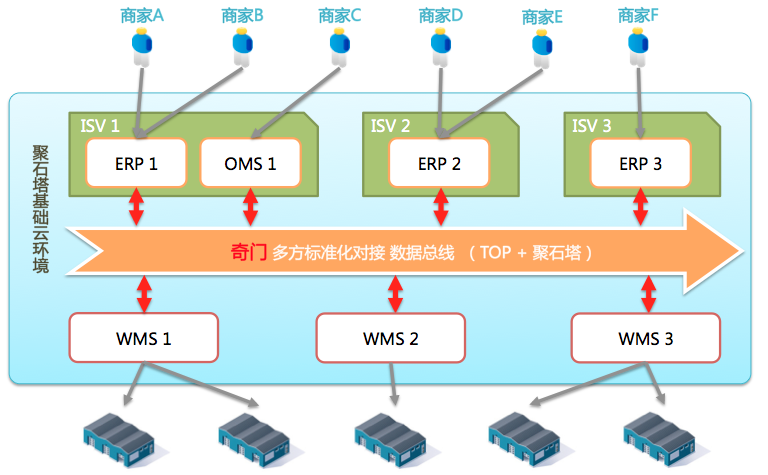 商家A
商家B
商家C
商家D
商家E
商家F
ISV 1
ISV 2
ISV 3
ERP 1
OMS 1
ERP 2
ERP 3
聚石塔基础云环境
奇门 多方标准化对接 数据总线 （TOP + 聚石塔）
WMS 1
WMS 2
WMS 3